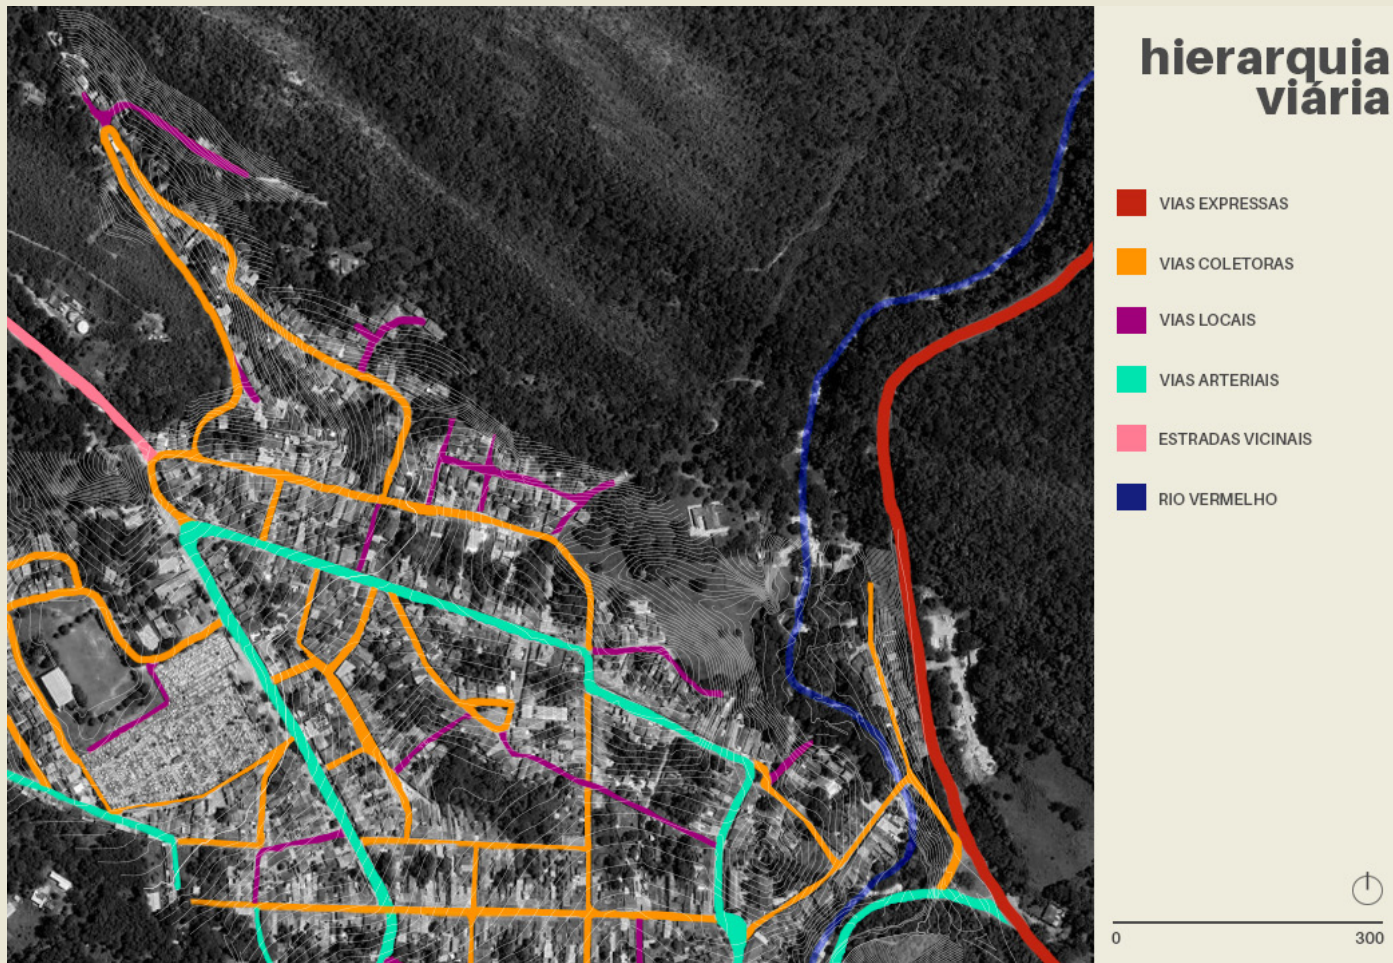 hierarquia
viária
VIAS EXPRESSAS
VIAS COLETORAS
VIAS LOCAIS
VIAS ARTERIAIS
ESTRADAS VICINAIS
RIO VERMELHO
0 300